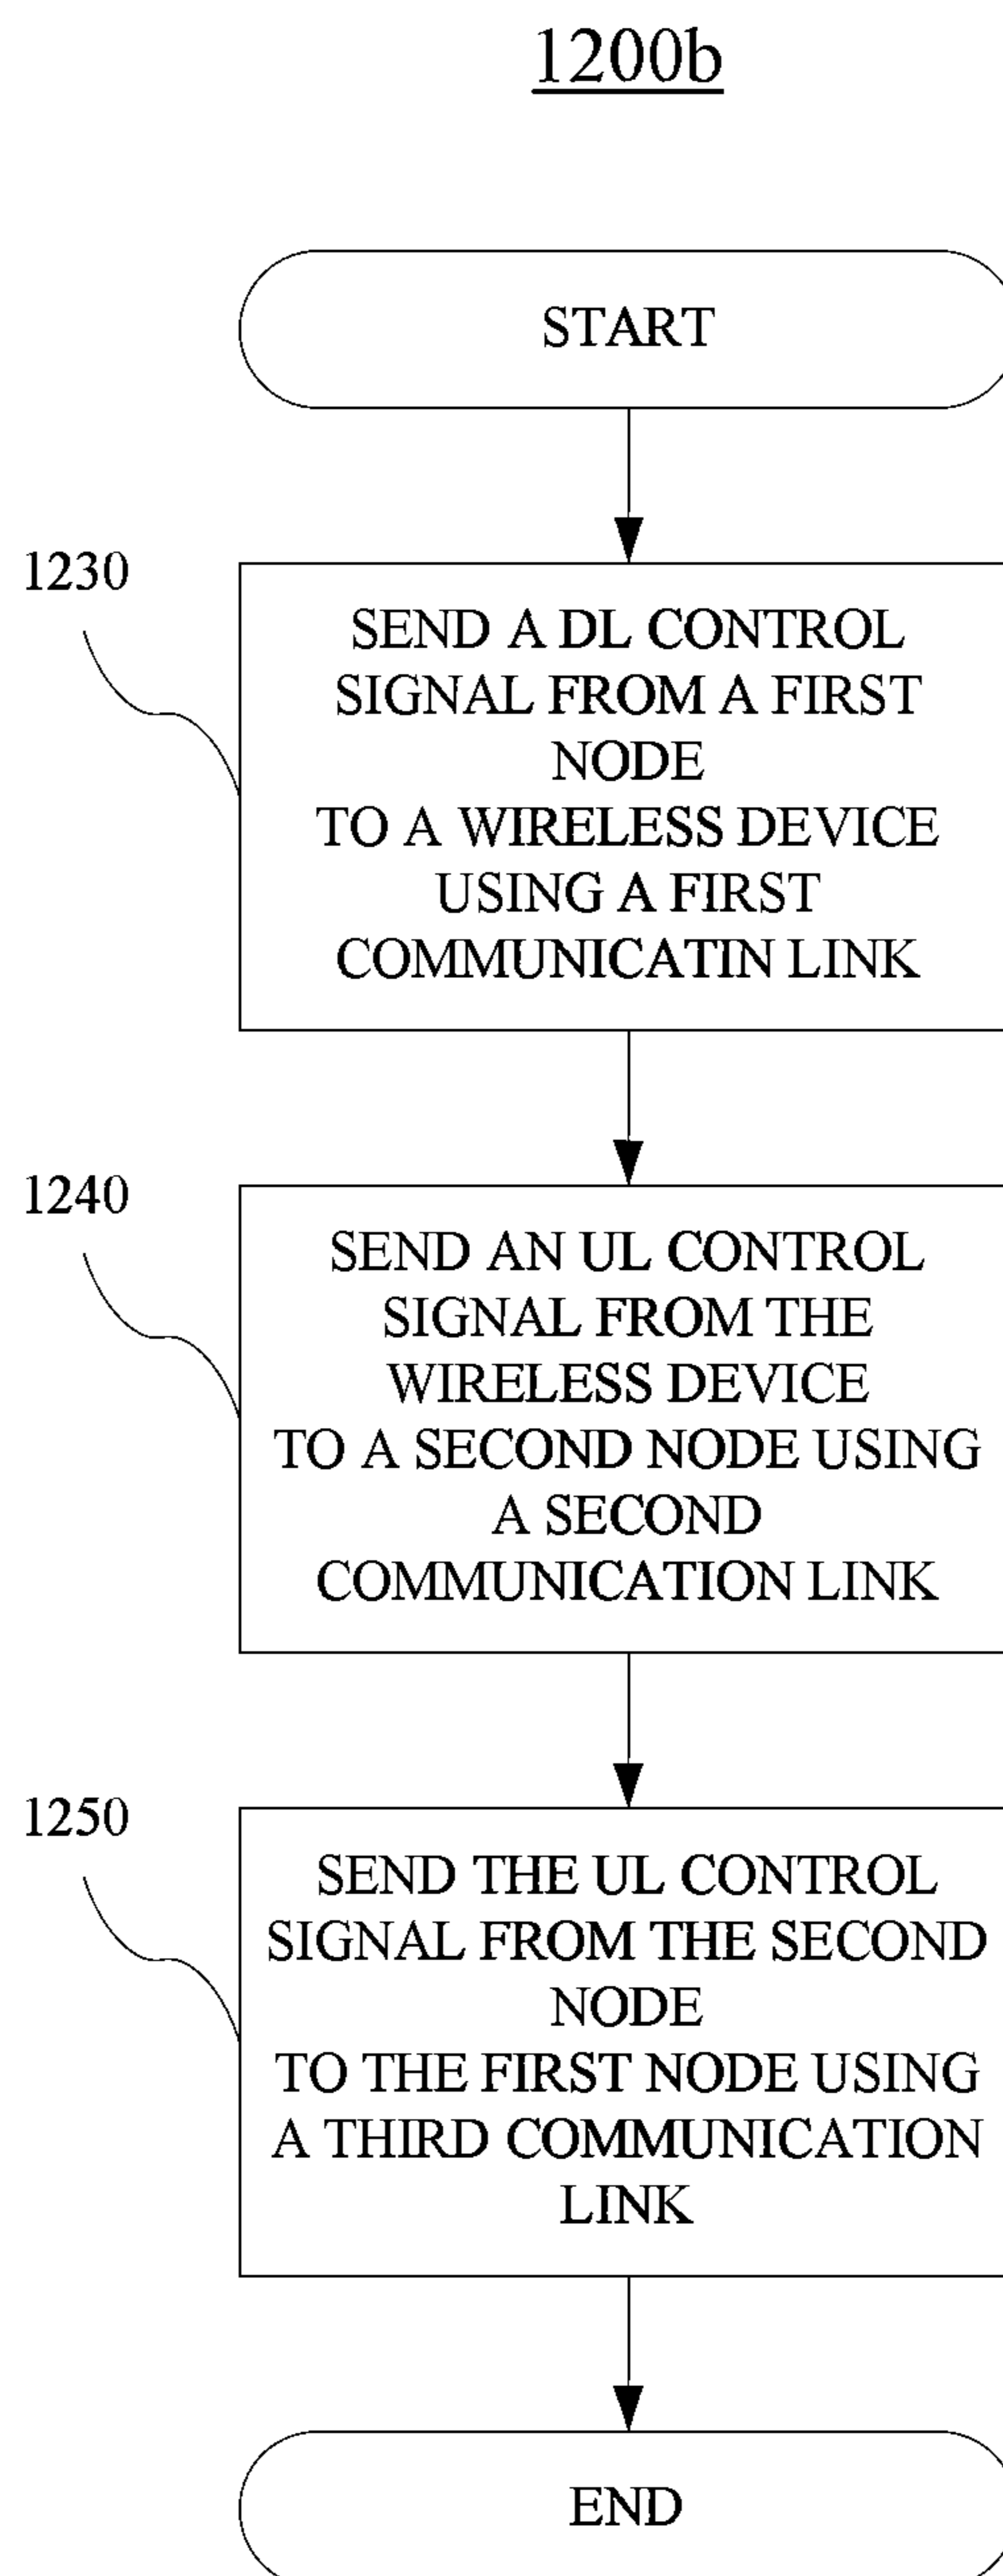 1200b
START
1230
SEND A DL CONTROL
SIGNAL FROM A FIRST
NODE
TO A WIRELESS DEVICE
USING A FIRST
COMMUNICATIN LINK
1240
SEND AN UL CONTROL
SIGNAL FROM THE
WIRELESS DEVICE
TO A SECOND NODE USING
A SECOND
COMMUNICATION LINK
1250
SEND THE UL CONTROL
SIGNAL FROM THE SECOND
NODE
TO THE FIRST NODE USING
A THIRD COMMUNICATION
LINK
END